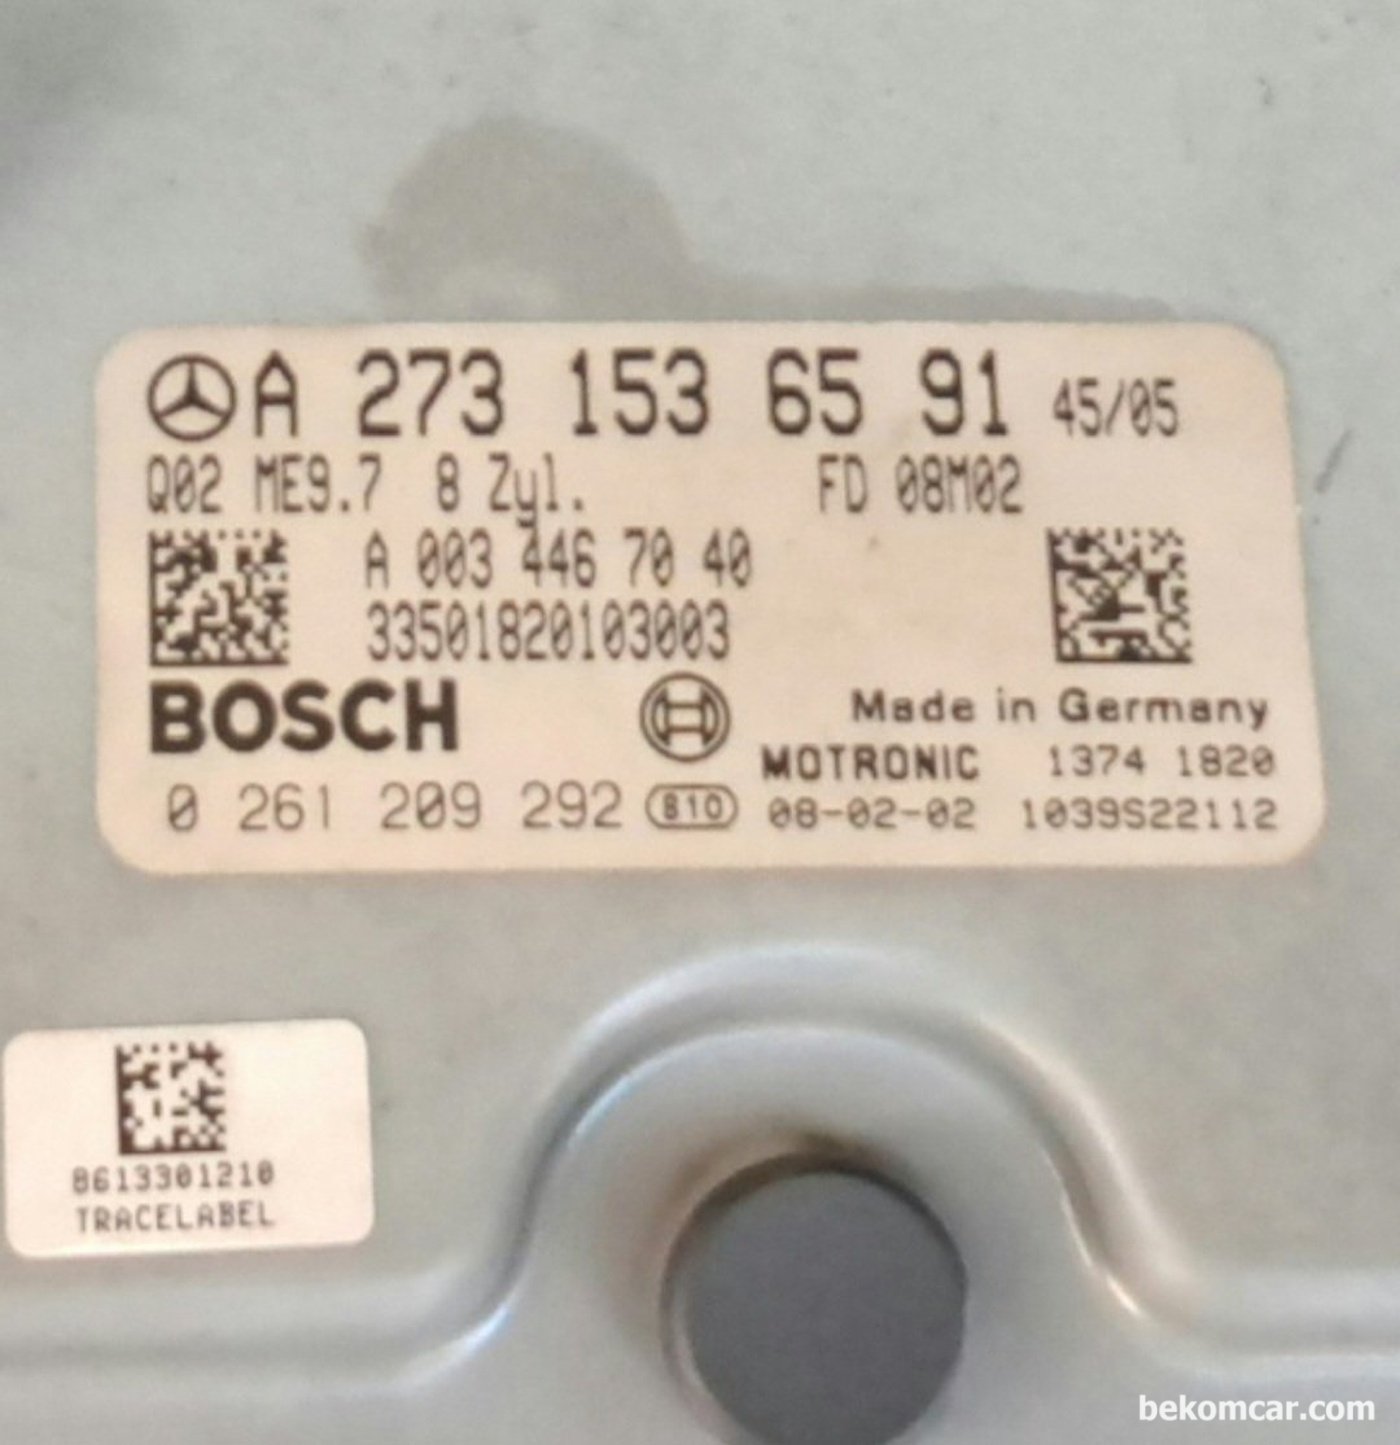 A 273 153 65 91 45/05
Q02 ME9.7 8 Zyl. FD 08M02
A 003 446 70 40
33501820103003
BOSCH Made in Germany
MOTRONIC 1374 1820
0 261 209 292 810 08-02-02 1039S22112
8613301210
TRACELABEL
bekomcar.com